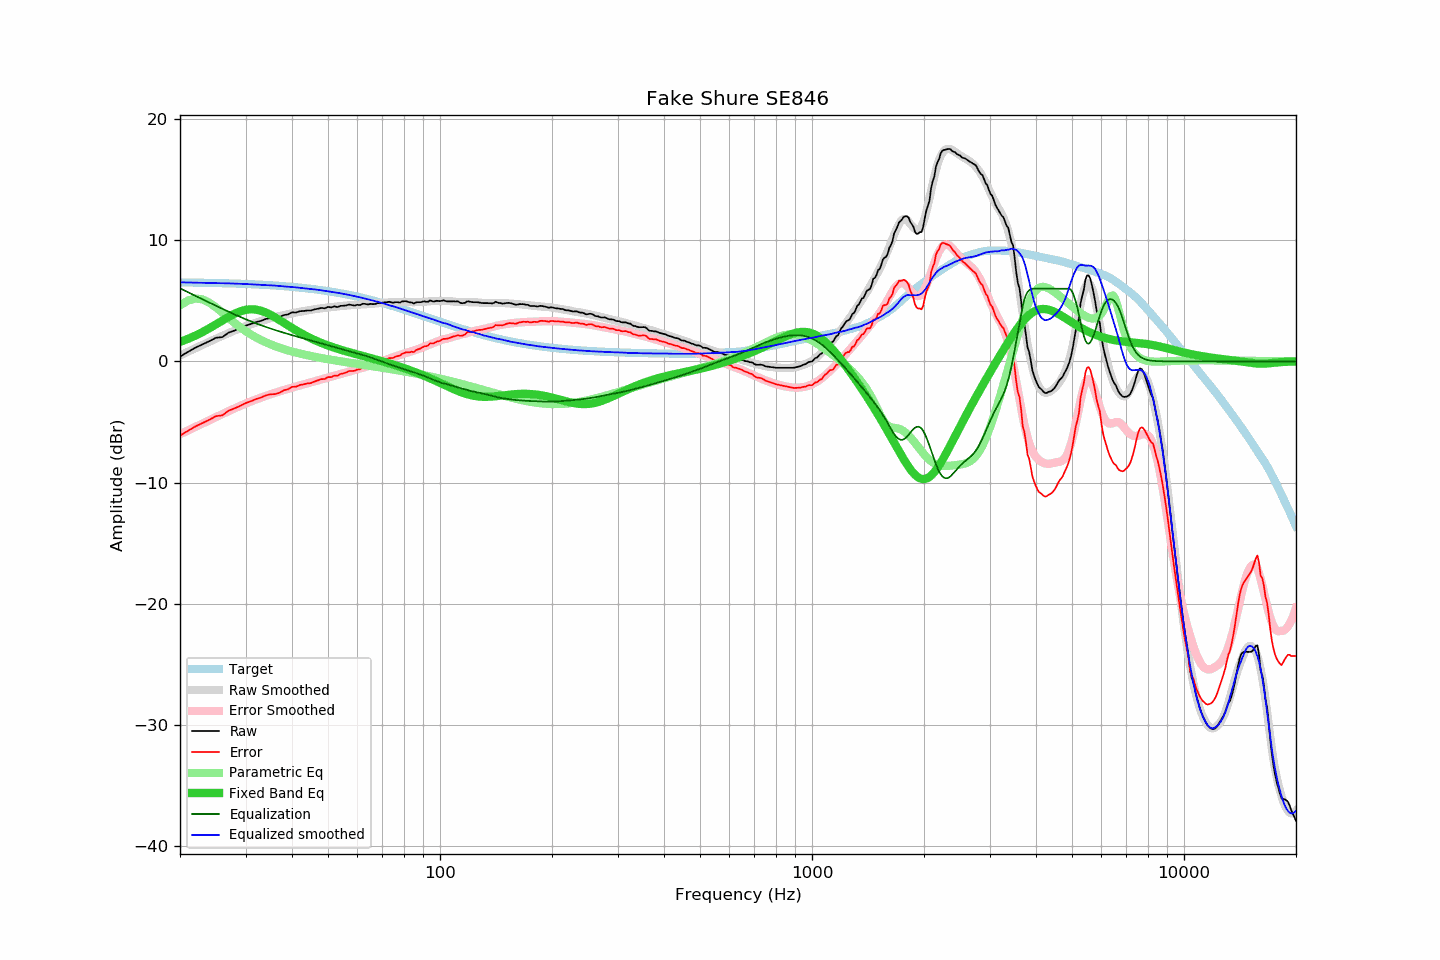 Fake Shure SE846
20
10
0
−10
−20
−30
−40
Amplitude (dBr)
100
1000
10000
Frequency (Hz)
Target
Raw Smoothed
Error Smoothed
Raw
Error
Parametric Eq
Fixed Band Eq
Equalization
Equalized smoothed